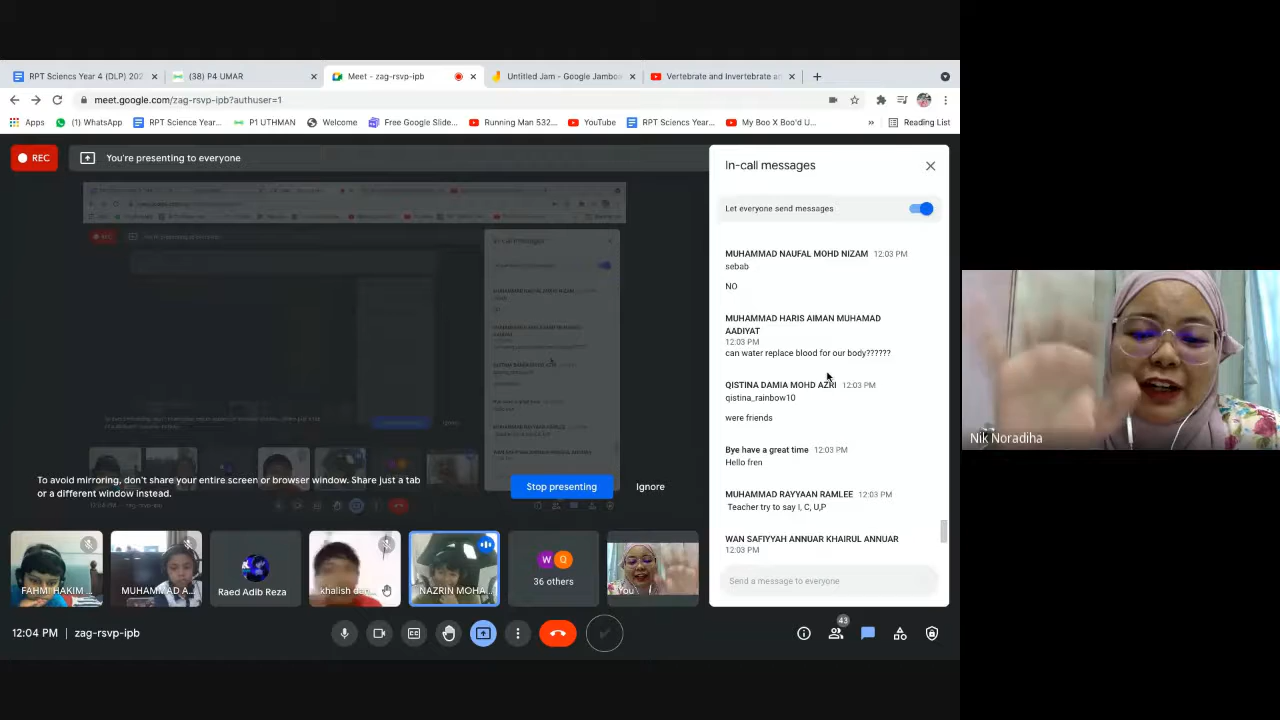 RPT Sciencs Year 4 (DLP) 202
(38) P4 UMAR
Meet - zag-rsvp-ipb
Untitled Jam - Google Jambo
Vertebrate and Invertebrate an
meet.google.com/zag-rsvp-ipb?authuser=1
Apps
(1) WhatsApp
RPT Science Year...
P1 UTHMAN
Welcome
Free Google Slide...
Running Man 532...
YouTube
RPT Sciencs Year...
My Boo X Boo'd U...
»
Reading List
REC
You're presenting to everyone
In-call messages
Let everyone send messages
MUHAMMAD NAUFAL MOHD NIZAM 12:03 PM
sebab
NO
MUHAMMAD HARIS AIMAN MUHAMAD
AADIYAT
12:03 PM
can water replace blood for our body??????
QISTINA DAMIA MOHD AZRI 12:03 PM
qistina_rainbow10
were friends
Bye have a great time 12:03 PM
Hello fren
MUHAMMAD RAYYAAN RAMLEE 12:03 PM
Teacher try to say I, C, U,P
WAN SAFIYYAH ANNUAR KHAIRUL ANNUAR
12:03 PM
Send a message to everyone
To avoid mirroring, don't share your entire screen or browser window. Share just a tab
or a different window instead.
Stop presenting
Ignore
FAHMI HAKIM ...
MUHAMMAD A...
Raed Adib Reza
khalish dan...
NAZRIN MOHA...
W
Q
36 others
You
12:04 PM | zag-rsvp-ipb
43
Nik Noradiha